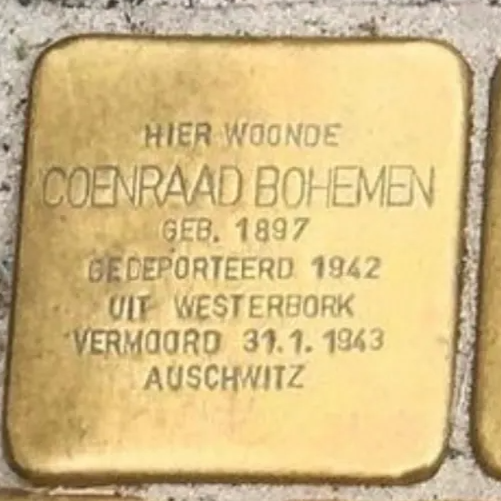 HIER WOONDE
COENRAAD BOHEMEN
GEB. 1897
GEDEPORTEERD 1942
UIT WESTERBORK
VERMOORD 31.1.1943
AUSCHWITZ